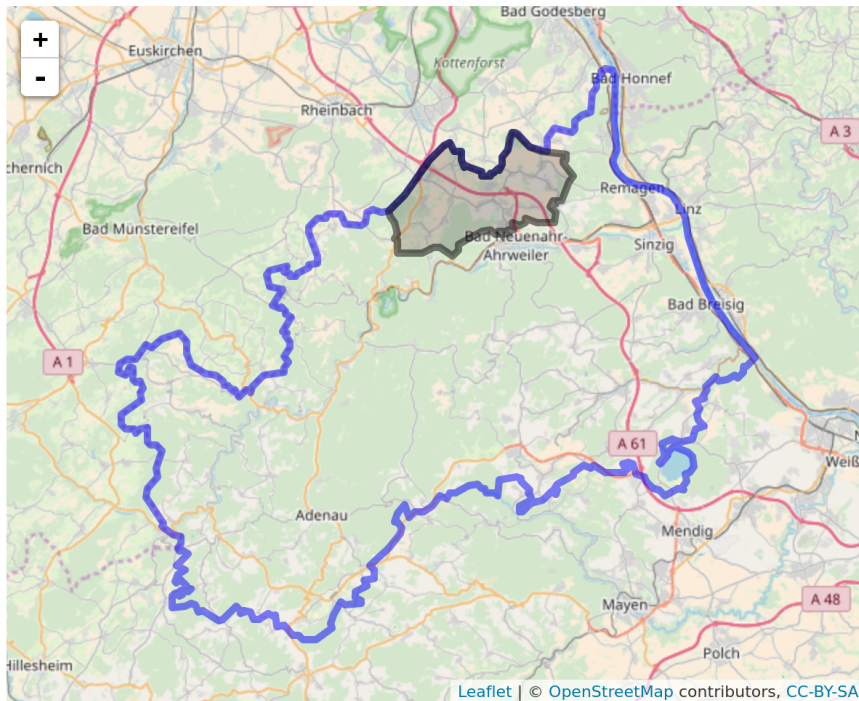 Bad Godesberg
+
Euskirchen
Kottenforst
-
Bad Honnef
Rheinbach
A 3
chernich
Remagen
Linz
Bad Münstereifel
Bad Neuenahr-
Ahrweiler
Sinzig
Bad Breisig
A 1
A 61
N
Weiß
Adenau
Mendig
Mayen
A 48
Polch
Hillesheim
Leaflet | © OpenStreetMap contributors, CC-BY-SA